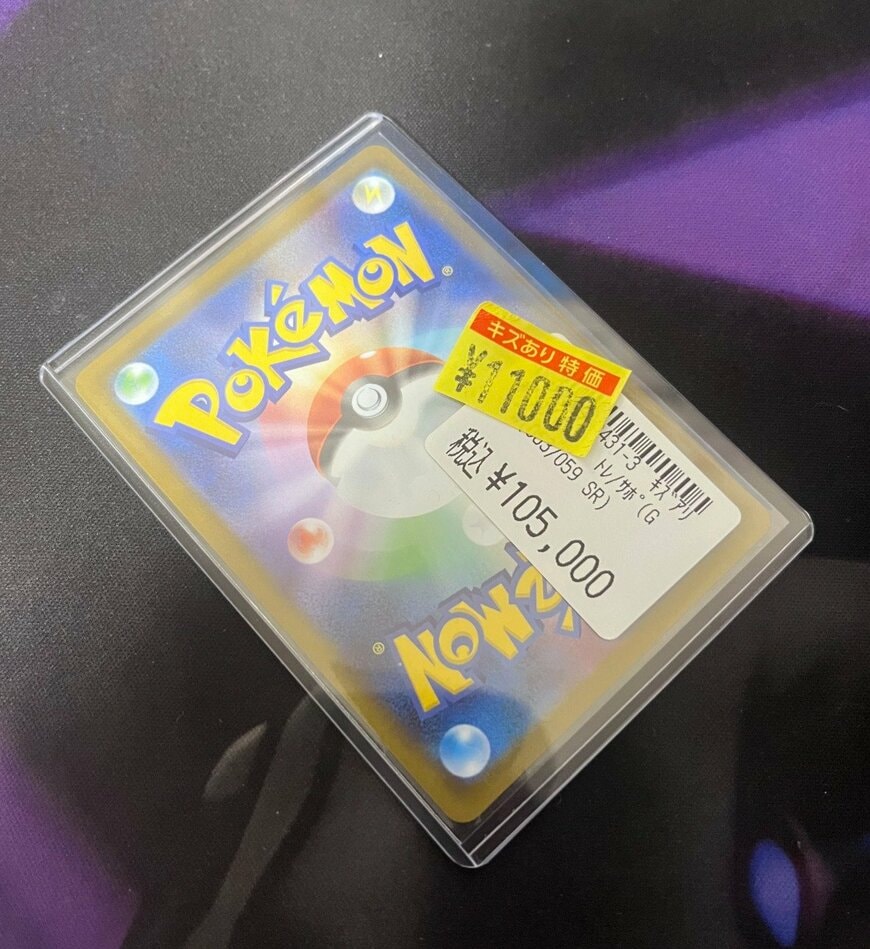 POKéMON
®
キズあり特価
¥11000
431-3 キズアリ
トレ/サポ (G
/059 SR)
税込 ¥105,000
POKéMON
®